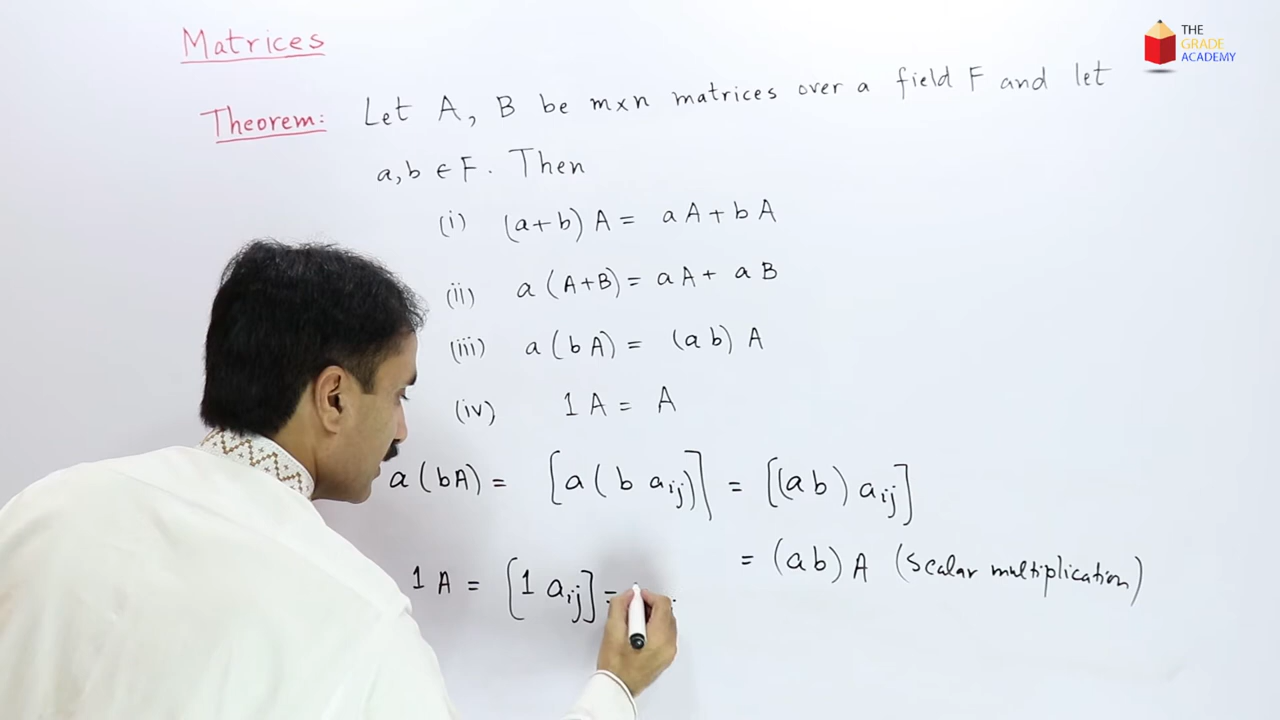 Matrices
THE
GRADE
ACADEMY
Theorem: Let A, B be m×n matrices over a field F and let
a,b ∈ F. Then
(i) (a+b) A = aA + bA
(ii) a (A+B) = aA + aB
(iii) a (bA) = (ab) A
(iv) 1A = A
a (bA) = [a (b aᵢⱼ)] = [(ab) aᵢⱼ]
= (ab) A (Scalar multiplication)
1 A = [1 aᵢⱼ] =